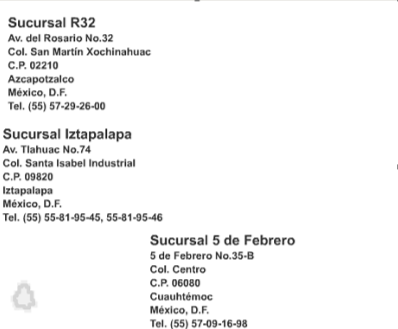 Sucursal R32
Av. del Rosario No.32
Col. San Martín Xochinahuac
C.P. 02210
Azcapotzalco
México, D.F.
Tel. (55) 57-29-26-00
Sucursal Iztapalapa
Av. Tlahuac No.74
Col. Santa Isabel Industrial
C.P. 09820
Iztapalapa
México, D.F.
Tel. (55) 55-81-95-45, 55-81-95-46
Sucursal 5 de Febrero
5 de Febrero No.35-B
Col. Centro
C.P. 06080
Cuauhtémoc
México, D.F.
Tel. (55) 57-09-16-98